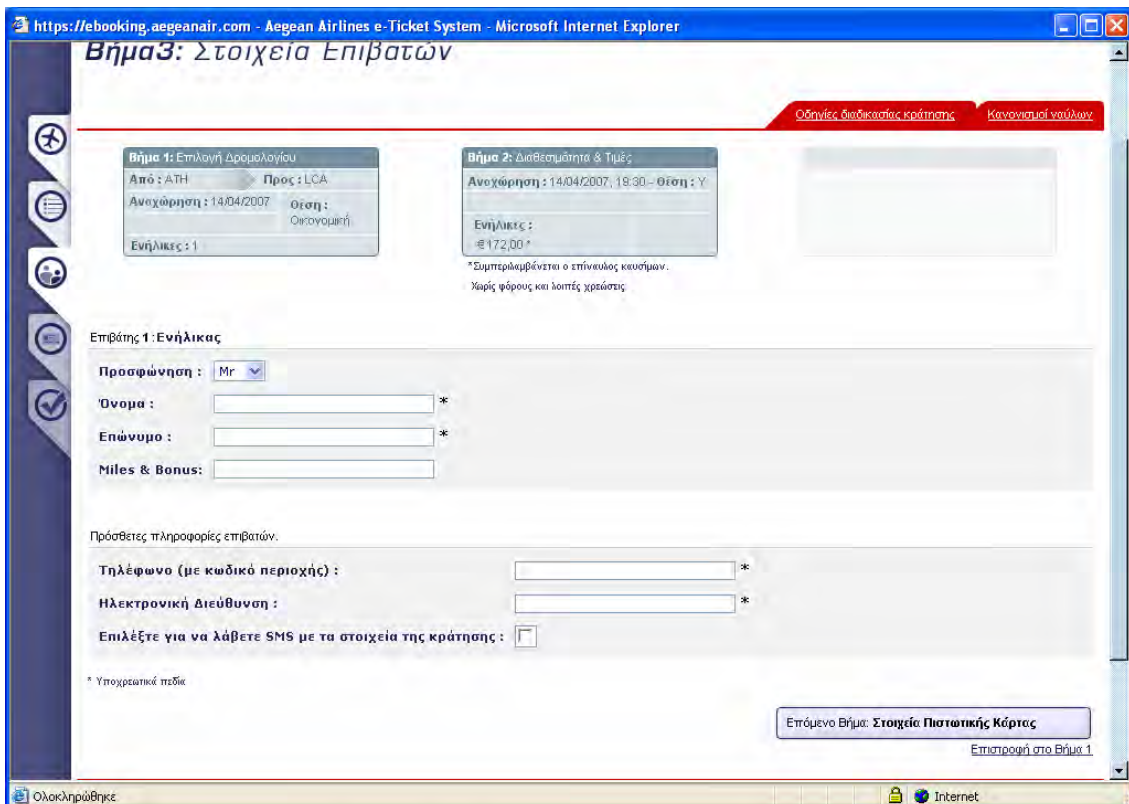 https://ebooking.aegeanair.com - Aegean Airlines e-Ticket System - Microsoft Internet Explorer
Βήμα3: Στοιχεία Επιβατών
Οδηγίες διαδικασίας κράτησης
Κανονισμοί ναύλων
Βήμα 1: Επιλογή Δρομολογίου
Από : ATH Προς : LCA
Αναχώρηση : 14/04/2007 Θέση : Οικονομική
Ενήλικες : 1
Βήμα 2: Διαθεσιμότητα & Τιμές
Αναχώρηση : 14/04/2007, 19:30 - Θέση : Y
Ενήλικες :
€172,00 *
*Συμπεριλαμβάνεται ο επίναυλος καυσίμων.
Χωρίς φόρους και λοιπές χρεώσεις
Επιβάτης 1:Ενήλικας
Προσφώνηση : Mr
Όνομα : *
Επώνυμο : *
Miles & Bonus:
Πρόσθετες πληροφορίες επιβατών.
Τηλέφωνο (με κωδικό περιοχής) : *
Ηλεκτρονική Διεύθυνση : *
Επιλέξτε για να λάβετε SMS με τα στοιχεία της κράτησης :
* Υποχρεωτικά πεδία
Επόμενο Βήμα: Στοιχεία Πιστωτικής Κάρτας
Επιστροφή στο Βήμα 1
Ολοκληρώθηκε
Internet